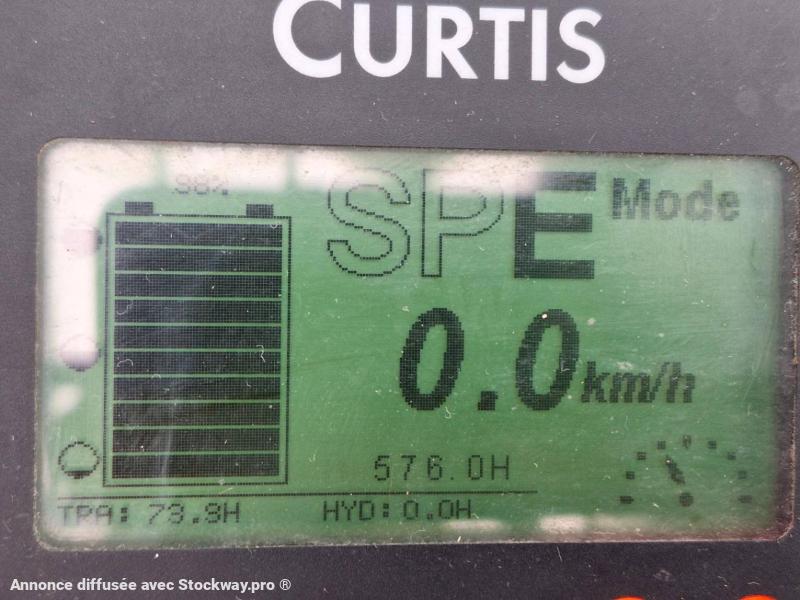 CURTIS
98%
SPE Mode
0.0 km/h
576.0H
TRA: 73.9H HYD: 0.0H
Annonce diffusée avec Stockway.pro ®